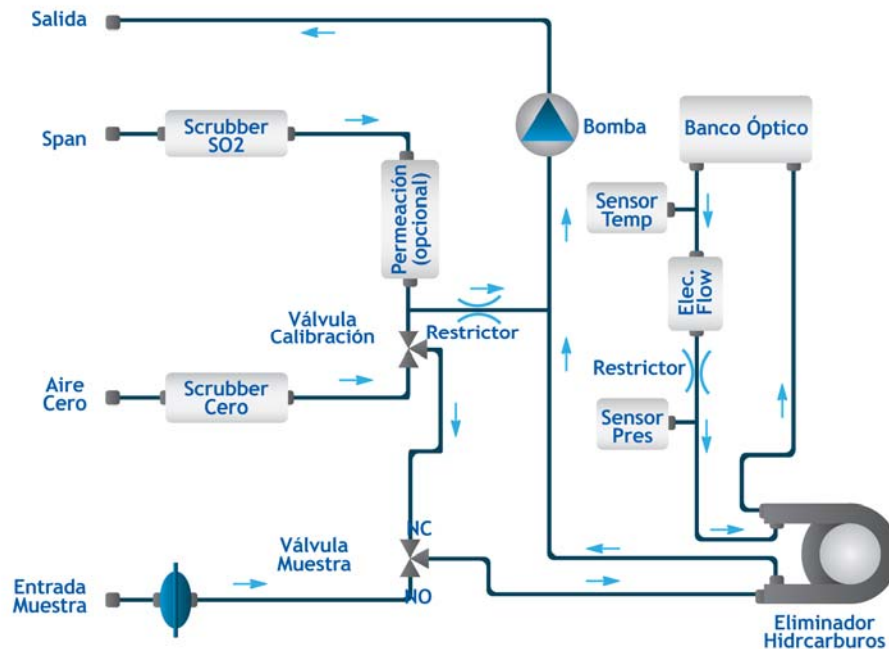 Salida
Span
Scrubber
SO2
Permeación
(opcional)
Bomba
Banco Óptico
Sensor
Temp
Elec.
Flow
Válvula
Calibración
Restrictor
Restrictor
Aire
Cero
Scrubber
Cero
Sensor
Pres
NC
Válvula
Muestra
NO
Entrada
Muestra
Eliminador
Hidrcarburos